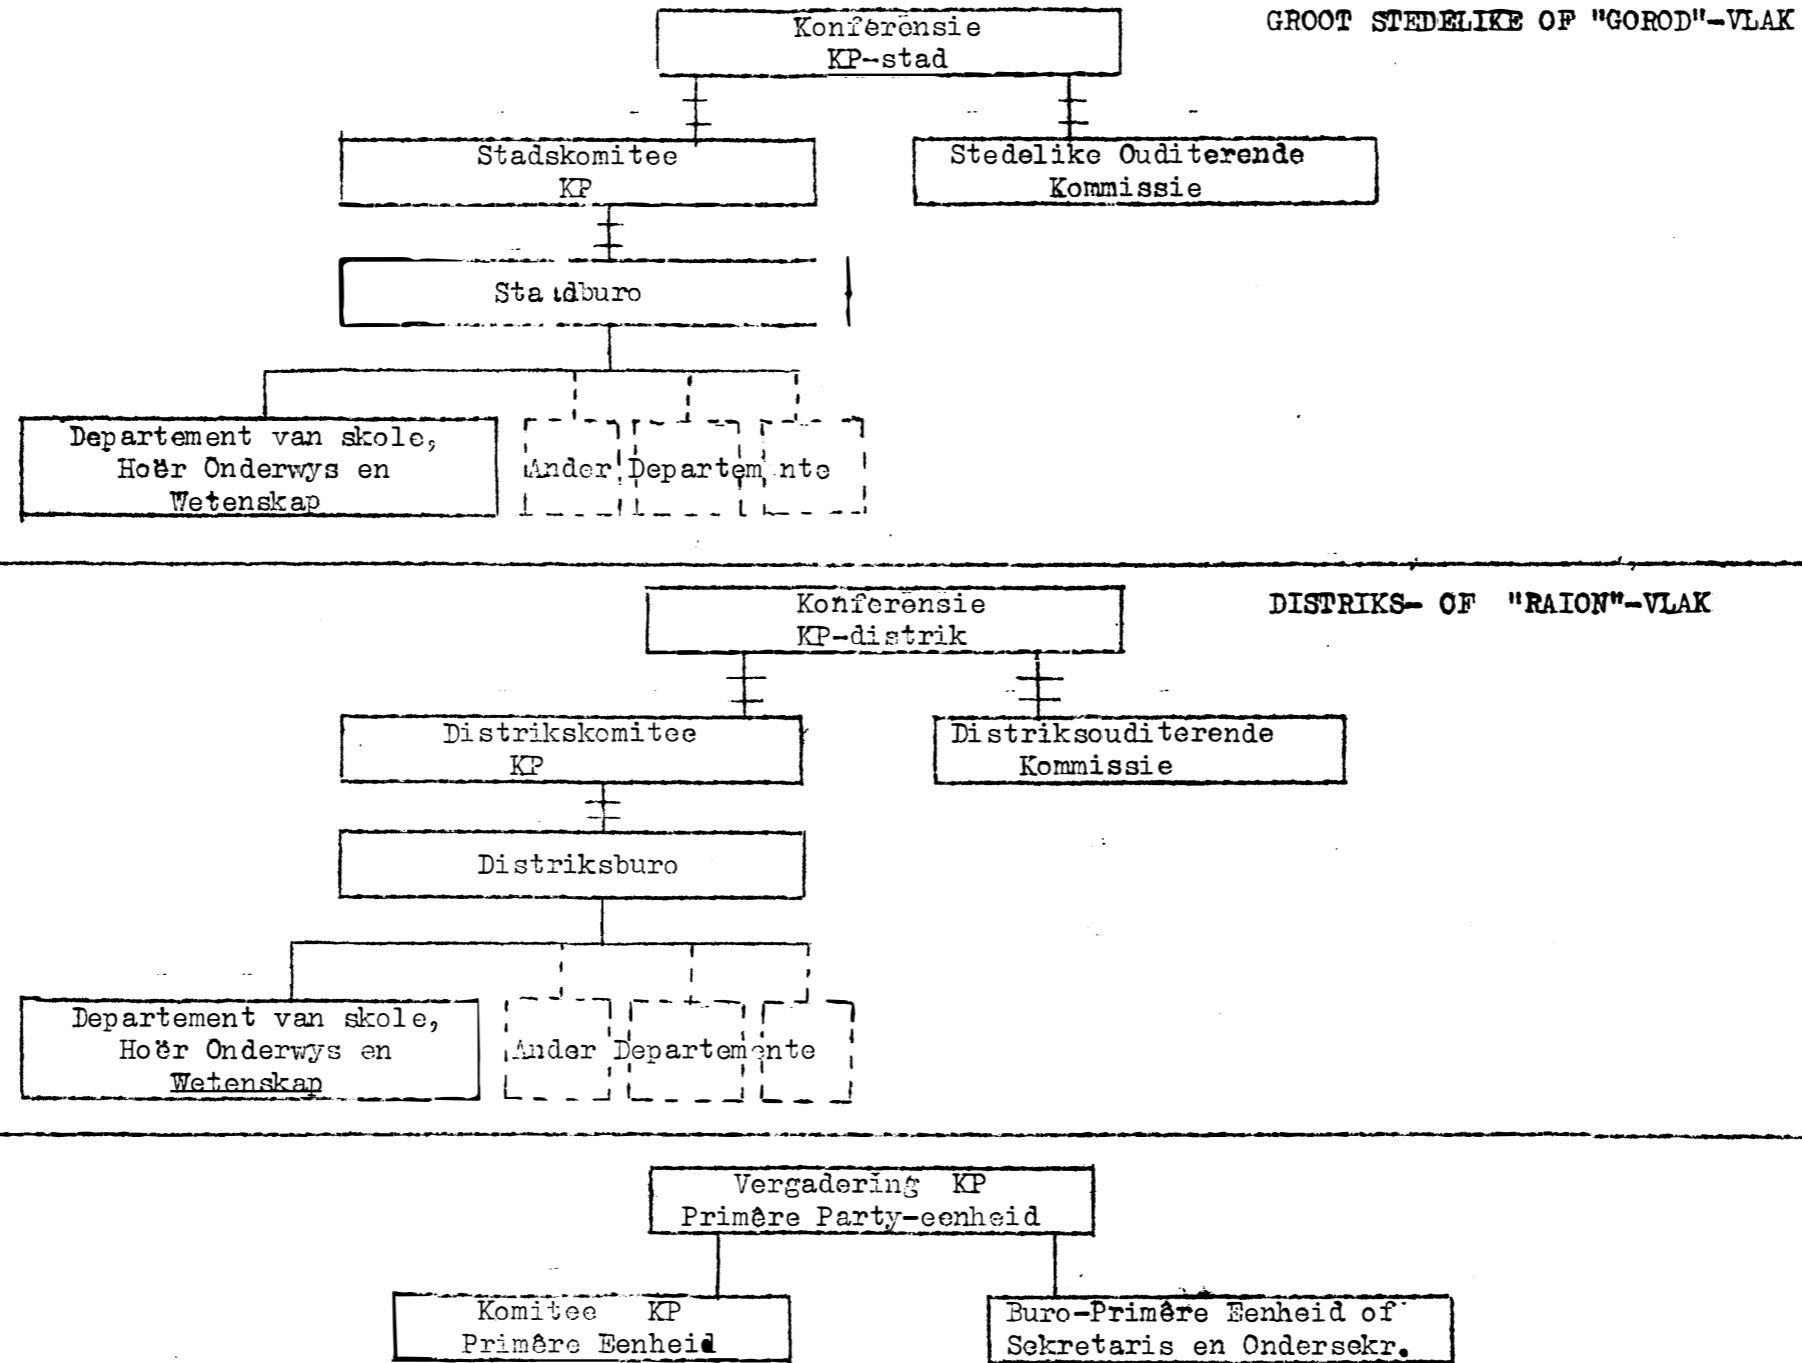 GROOT STEDELIKE OF "GOROD"-VLAK
Konferensie
KP-stad
Stadskomitee
KP
Stedelike Ouditerende
Kommissie
Stadburo
Departement van skole,
Hoër Onderwys en
Wetenskap
Ander Departemente
DISTRIKS- OF "RAION"-VLAK
Konferensie
KP-distrik
Distrikskomitee
KP
Distriksouditerende
Kommissie
Distriksburo
Departement van skole,
Hoër Onderwys en
Wetenskap
Ander Departemente
Vergadering KP
Primêre Party-eenheid
Komitee KP
Primêre Eenheid
Buro-Primêre Eenheid of
Sekretaris en Ondersekr.